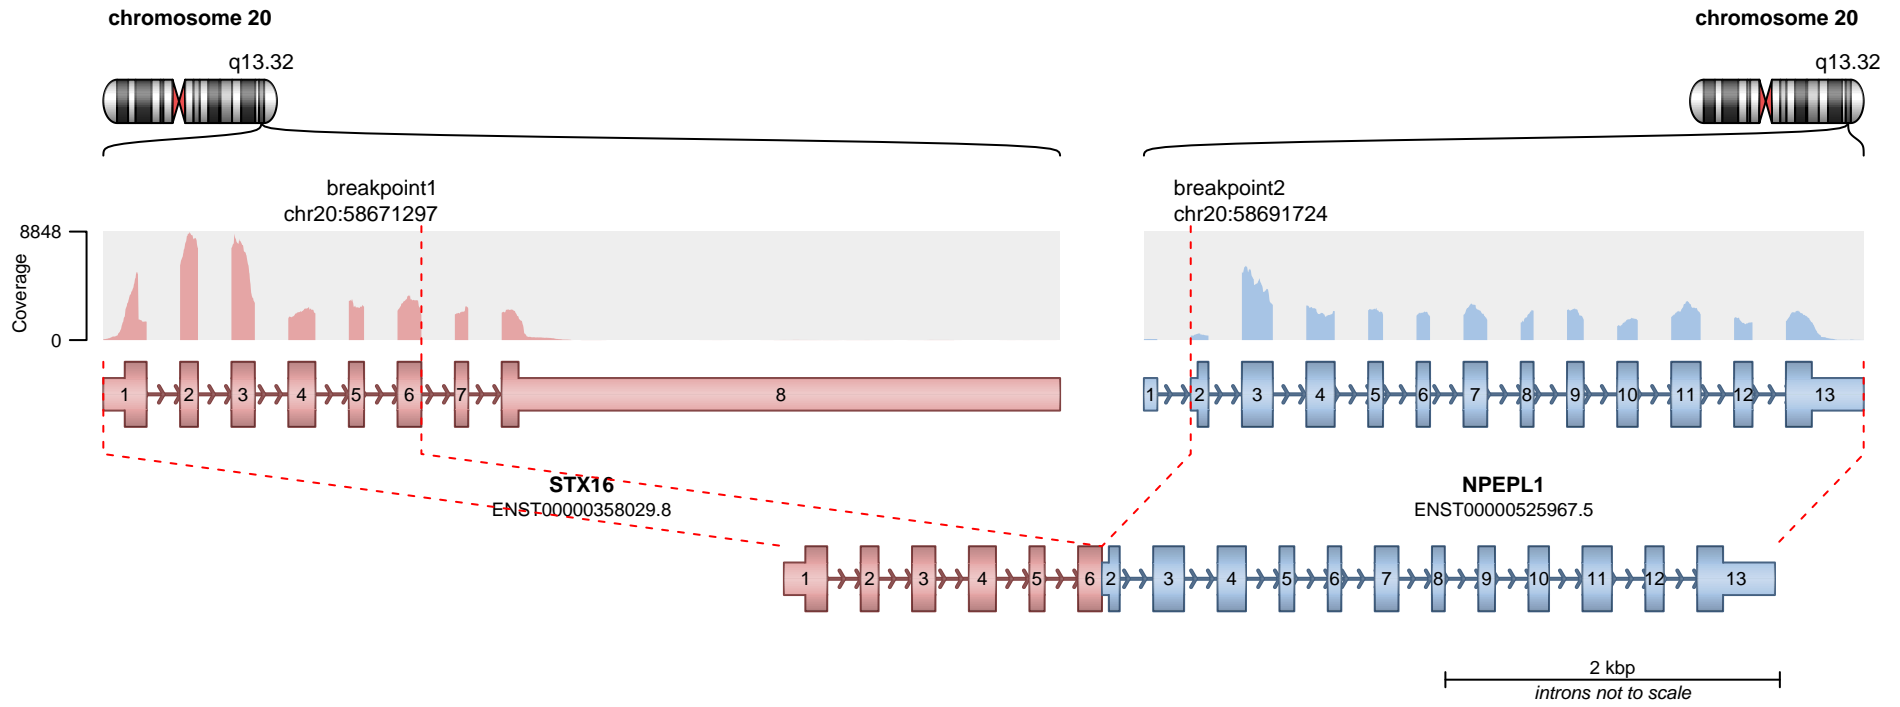 chromosome 20
chromosome 20
q13.32
q13.32
breakpoint1
chr20:58671297
breakpoint2
chr20:58691724
8848
Coverage
0
1 2 3 4 5 6 7 8
1 2 3 4 5 6 7 8 9 10 11 12 13
STX16
ENST00000358029.8
NPEPL1
ENST00000525967.5
1 2 3 4 5 6 2 3 4 5 6 7 8 9 10 11 12 13
2 kbp
introns not to scale